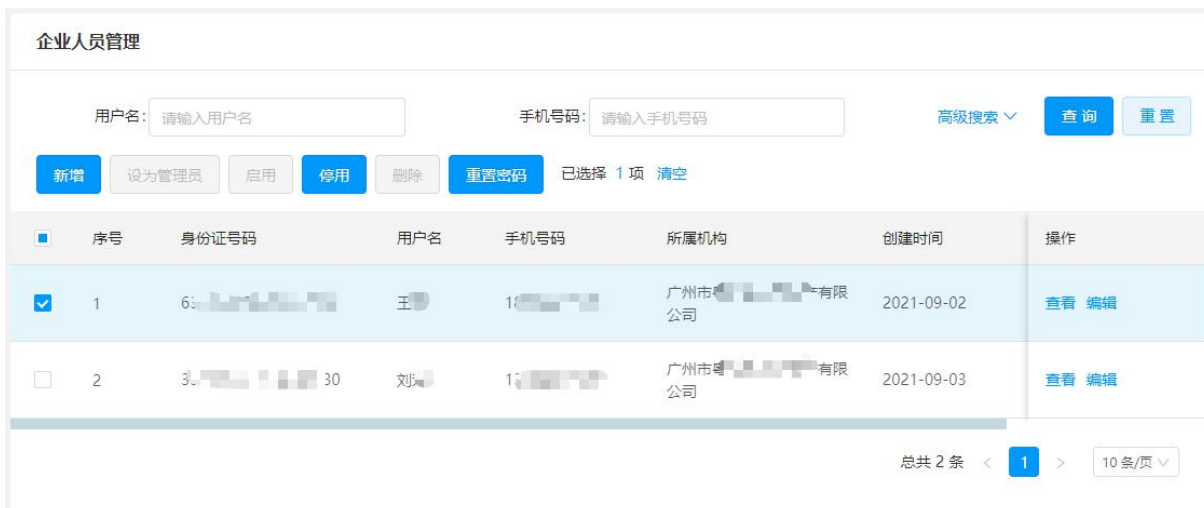 企业人员管理
用户名: 请输入用户名 手机号码: 请输入手机号码 高级搜索 查询 重置
新增 设为管理员 启用 停用 删除 重置密码 已选择 1 项 清空
序号 身份证号码 用户名 手机号码 所属机构 创建时间 操作
1 6 王 18 广州市 有限 2021-09-02 查看 编辑
公司
2 3 30 刘 1 广州市 有限 2021-09-03 查看 编辑
公司
总共 2 条 < 1 > 10 条/页